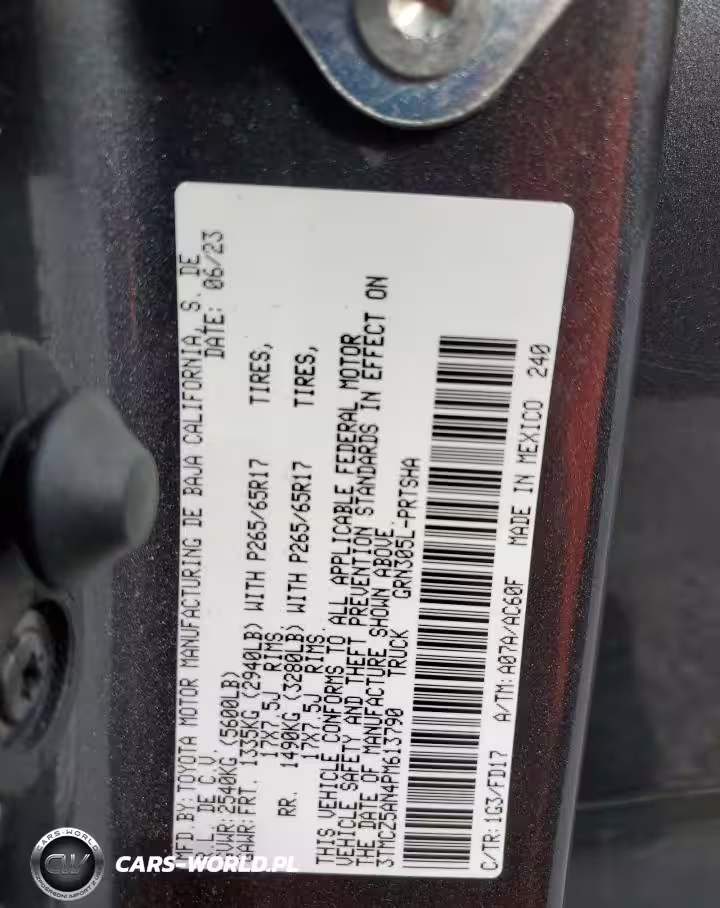 MFD.BY:TOYOTA MOTOR MANUFACTURING DE BAJA CALIFORNIA, S. DE
R.L. DE C.V. DATE: 06/23
GVWR:2540KG (5600LB)
GAWR:FRT. 1335KG (2940LB) WITH P265/65R17 TIRES,
17X7.5J RIMS
RR. 1490KG (3280LB) WITH P265/65R17 TIRES,
17X7.5J RIMS.
THIS VEHICLE CONFORMS TO ALL APPLICABLE FEDERAL MOTOR
VEHICLE SAFETY AND THEFT PREVENTION STANDARDS IN EFFECT ON
THE DATE OF MANUFACTURE SHOWN ABOVE.
3TMCZ5AN4PM613790 TRUCK GRN305L-PRTSHA
C/TR:1G3/FD17 A/TM:A07A/AC60F MADE IN MEXICO 240
CARS-WORLD
CW
CARS-WORLD.PL